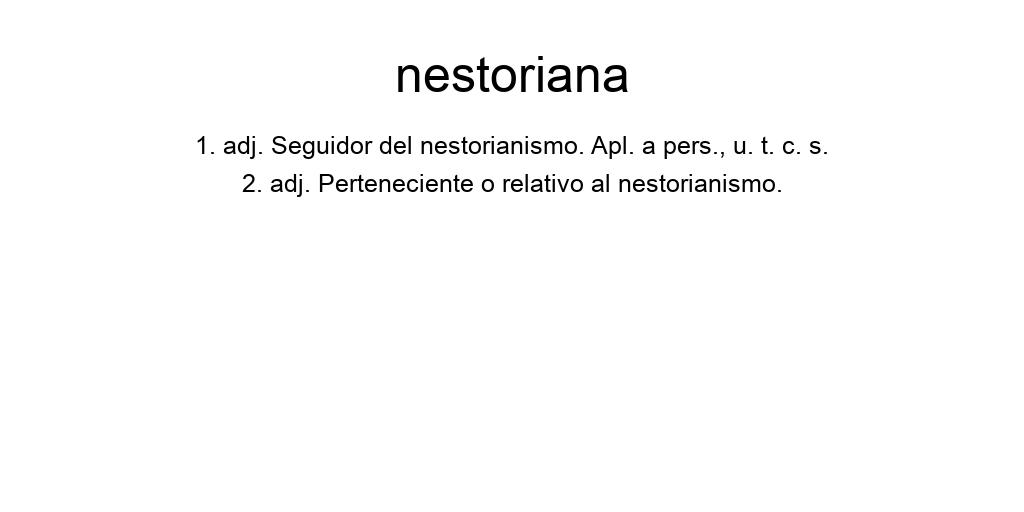 nestoriana
1. adj. Seguidor del nestorianismo. Apl. a pers., u. t. c. s.
2. adj. Perteneciente o relativo al nestorianismo.